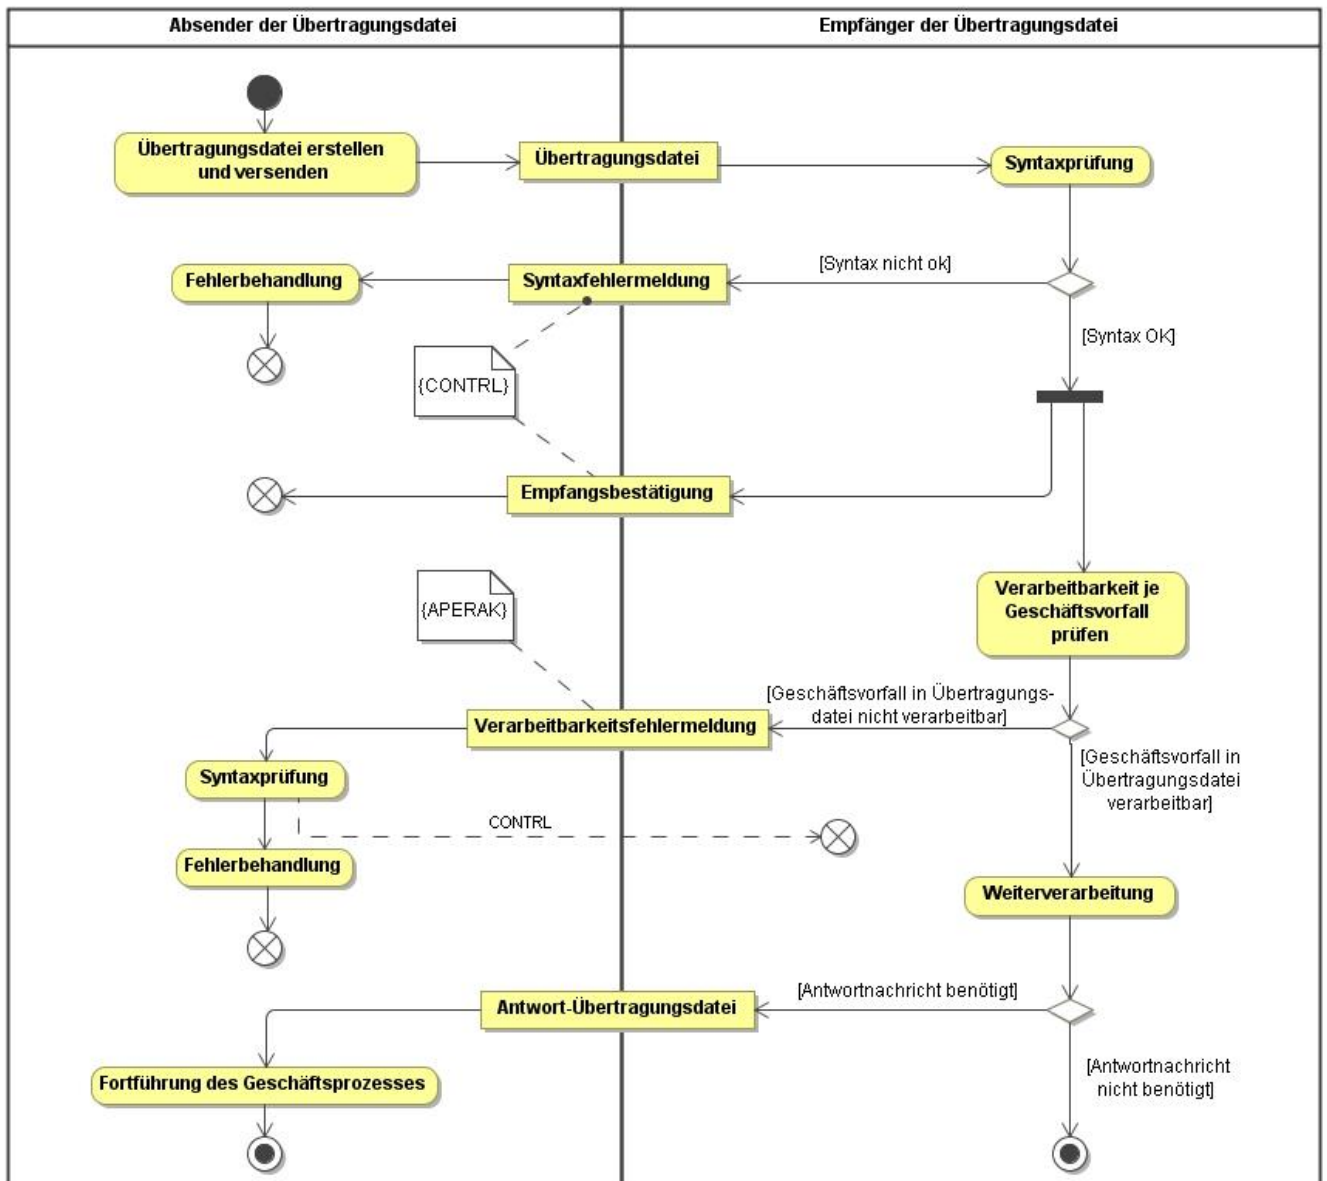 Absender der Übertragungsdatei
Empfänger der Übertragungsdatei
Übertragungsdatei erstellen
und versenden
Übertragungsdatei
Syntaxprüfung
[Syntax nicht ok]
Fehlerbehandlung
Syntaxfehlermeldung
[Syntax OK]
{CONTRL}
Empfangsbestätigung
Verarbeitbarkeit je
Geschäftsvorfall
prüfen
{APERAK}
[Geschäftsvorfall in Übertragungs-
datei nicht verarbeitbar]
Verarbeitbarkeitsfehlermeldung
[Geschäftsvorfall in
Übertragungsdatei
verarbeitbar]
Syntaxprüfung
CONTRL
Fehlerbehandlung
Weiterverarbeitung
[Antwortnachricht benötigt]
Antwort-Übertragungsdatei
[Antwortnachricht
nicht benötigt]
Fortführung des Geschäftsprozesses